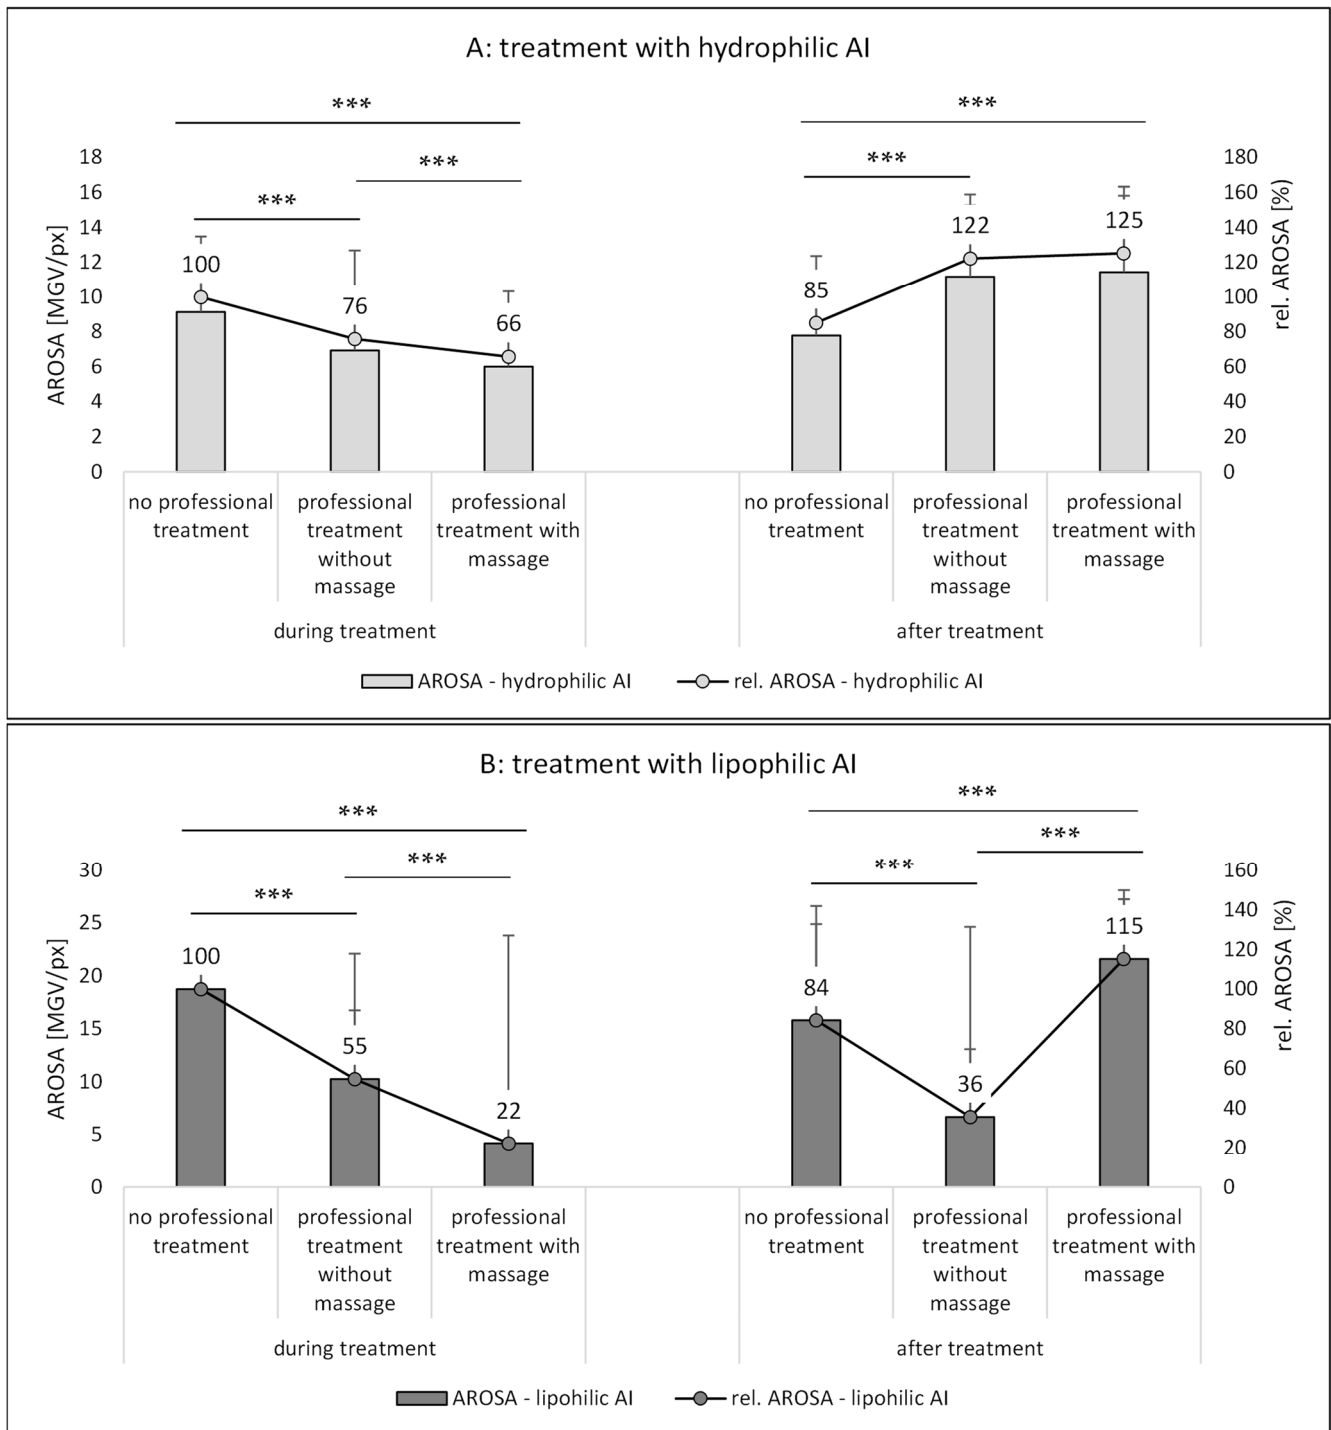 A: treatment with hydrophilic AI
***
***
***
***
***
AROSA [MGV/px]
18
16
14
12
10
8
6
4
2
0
100
76
66
85
122
125
180
160
140
120
100
80
60
40
20
0
rel. AROSA [%]
no professional
treatment
professional
treatment
without
massage
professional
treatment with
massage
no professional
treatment
professional
treatment
without
massage
professional
treatment with
massage
during treatment
after treatment
AROSA - hydrophilic AI
rel. AROSA - hydrophilic AI
B: treatment with lipophilic AI
***
***
***
***
***
***
AROSA [MGV/px]
30
25
20
15
10
5
0
100
55
22
84
36
115
160
140
120
100
80
60
40
20
0
rel. AROSA [%]
no professional
treatment
professional
treatment
without
massage
professional
treatment with
massage
no professional
treatment
professional
treatment
without
massage
professional
treatment with
massage
during treatment
after treatment
AROSA - lipohilic AI
rel. AROSA - lipohilic AI